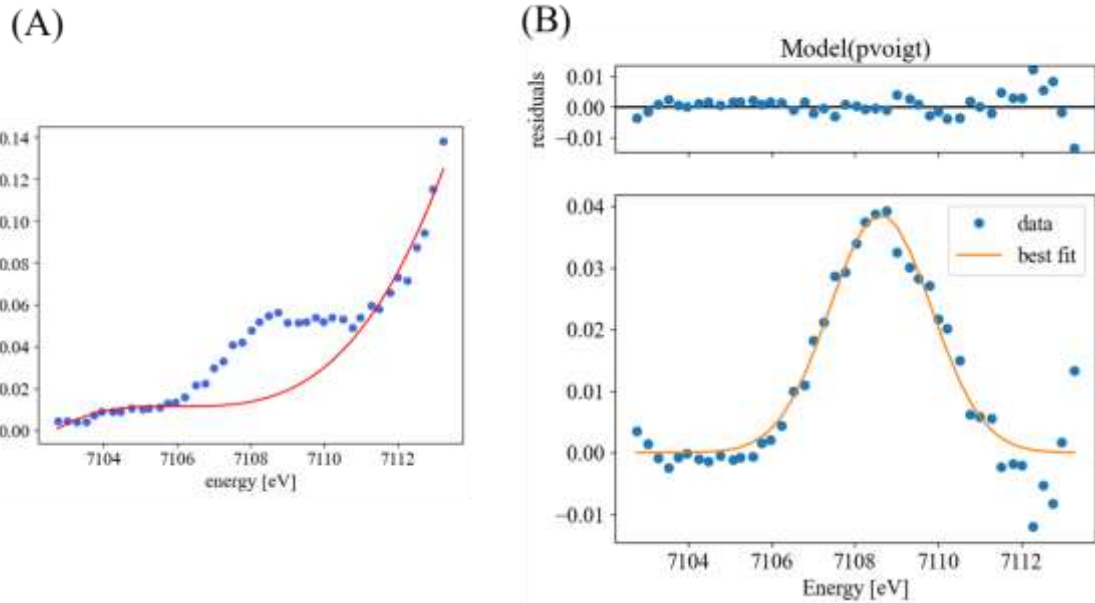 (A)
0.14
0.12
0.10
0.08
0.06
0.04
0.02
0.00
7104 7106 7108 7110 7112
energy [eV]
(B)
Model(pvoigt)
residuals
0.01
0.00
−0.01
0.04
0.03
0.02
0.01
0.00
−0.01
data
best fit
7104 7106 7108 7110 7112
Energy [eV]